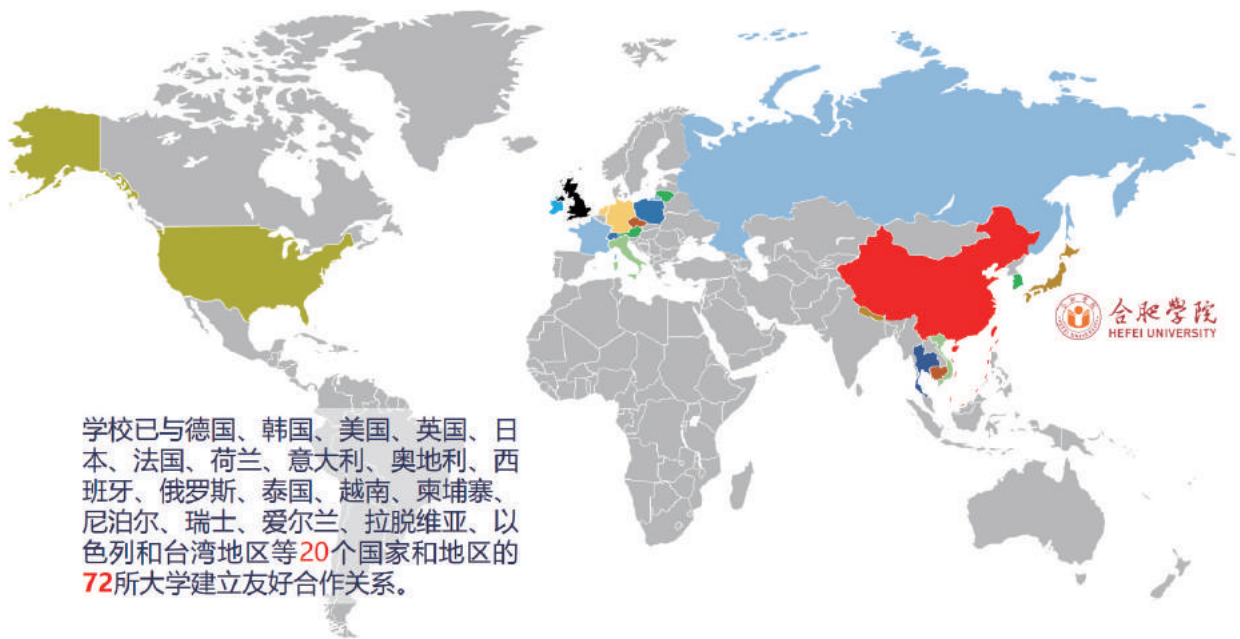 合肥学院
HEFEI UNIVERSITY
学校已与德国、韩国、美国、英国、日
本、法国、荷兰、意大利、奥地利、西
班牙、俄罗斯、泰国、越南、柬埔寨、
尼泊尔、瑞士、爱尔兰、拉脱维亚、以
色列和台湾地区等20个国家和地区的
72所大学建立友好合作关系。